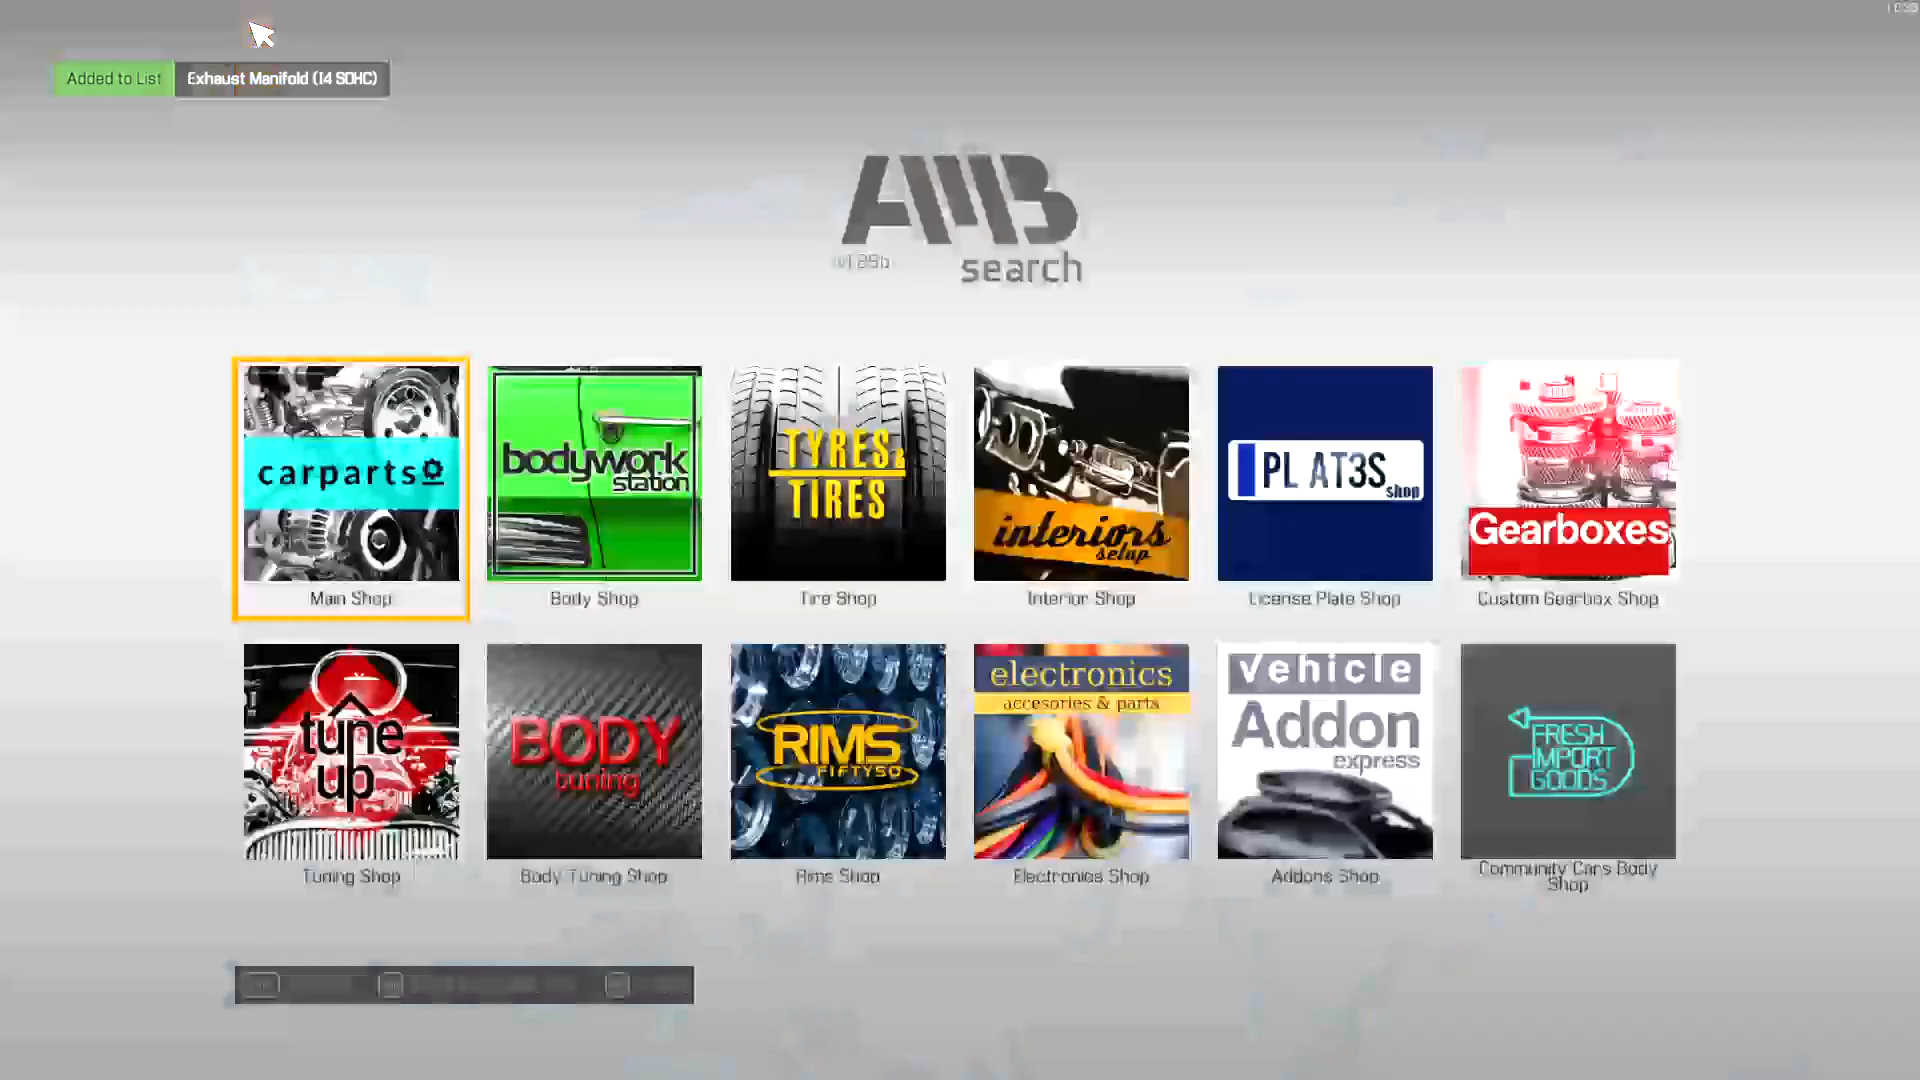 Added to List Exhaust Manifold (I4 SOHC)
AMB
search
carparts
bodywork
station
TYRES &
TIRES
interiors
setup
PL AT3S
shop
Gearboxes
Main Shop
Body Shop
Tire Shop
Interior Shop
License Plate Shop
Custom Gearbox Shop
tune
up
BODY
tuning
RIMS
FIFTY50
electronics
accesories & parts
vehicle
Addon
express
FRESH
IMPORT
GOODS
Tuning Shop
Body Tuning Shop
Rims Shop
Electronics Shop
Addons Shop
Community Cars Body
Shop